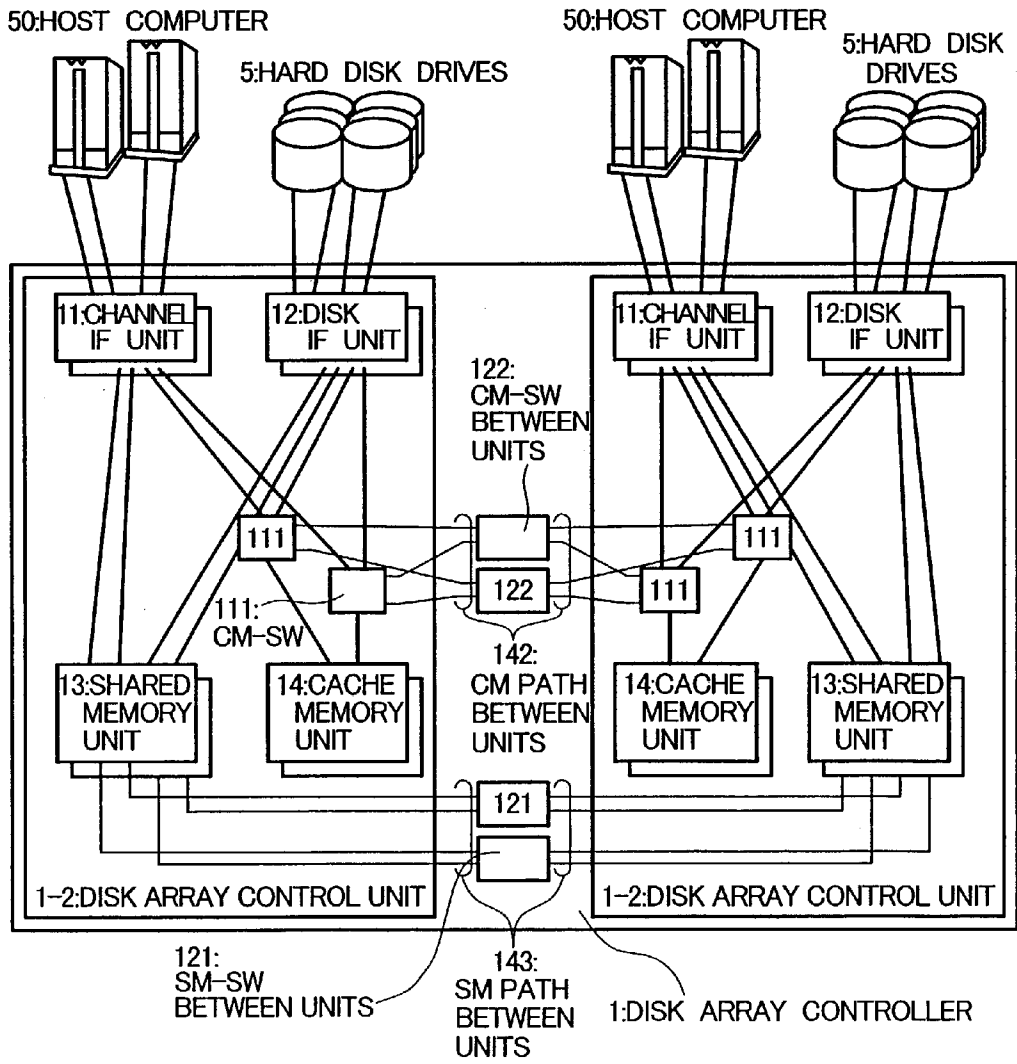 50:HOST COMPUTER
5:HARD DISK DRIVES
50:HOST COMPUTER
5:HARD DISK
DRIVES
11:CHANNEL
IF UNIT
12:DISK
IF UNIT
11:CHANNEL
IF UNIT
12:DISK
IF UNIT
122:
CM-SW
BETWEEN
UNITS
111
111
122
111
111:
CM-SW
142:
CM PATH
BETWEEN
UNITS
13:SHARED
MEMORY
UNIT
14:CACHE
MEMORY
UNIT
14:CACHE
MEMORY
UNIT
13:SHARED
MEMORY
UNIT
121
1-2:DISK ARRAY CONTROL UNIT
1-2:DISK ARRAY CONTROL UNIT
121:
SM-SW
BETWEEN UNITS
143:
SM PATH
BETWEEN
UNITS
1:DISK ARRAY CONTROLLER